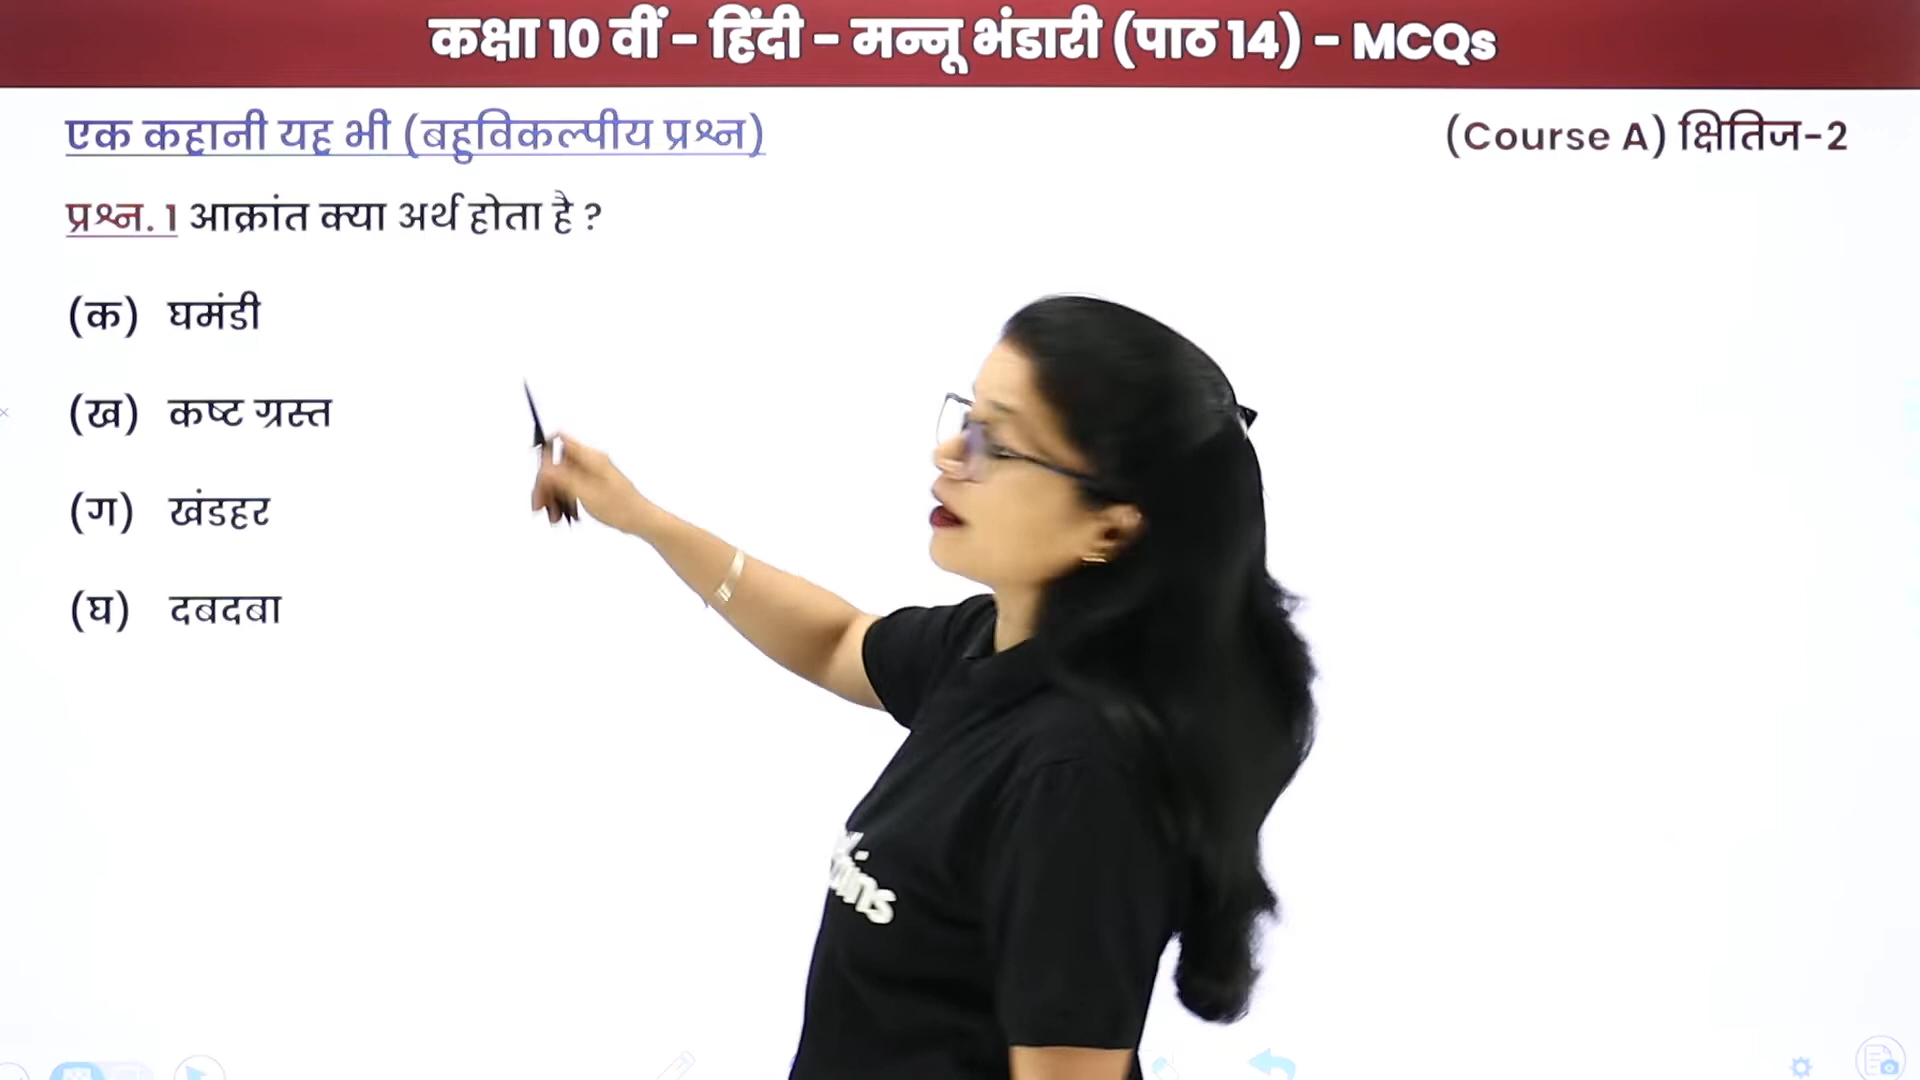 कक्षा 10 वीं - हिंदी - मन्नू भंडारी (पाठ 14) - MCQs
एक कहानी यह भी (बहुविकल्पीय प्रश्न)
(Course A) क्षितिज-2
प्रश्न. 1 आक्रांत क्या अर्थ होता है ?
(क) घमंडी
(ख) कष्ट ग्रस्त
(ग) खंडहर
(घ) दबदबा